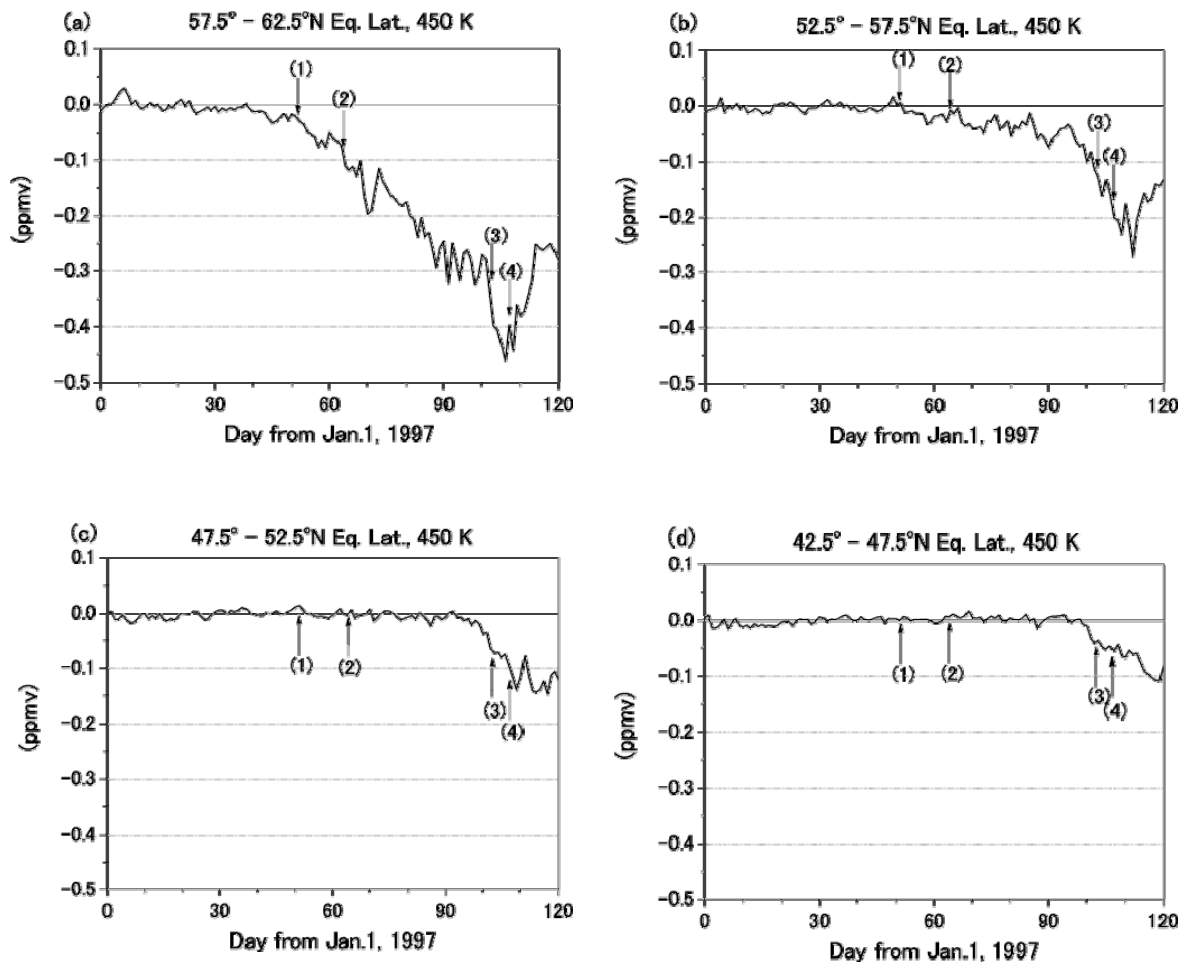 (a) 57.5° – 62.5°N Eq. Lat., 450 K
0.1
0.0
−0.1
−0.2
−0.3
−0.4
−0.5
(ppmv)
(1)
(2)
(3)
(4)
0 30 60 90 120
Day from Jan.1, 1997
(b) 52.5° – 57.5°N Eq. Lat., 450 K
0.1
0.0
−0.1
−0.2
−0.3
−0.4
−0.5
(ppmv)
(1)
(2)
(3)
(4)
0 30 60 90 120
Day from Jan.1, 1997
(c) 47.5° – 52.5°N Eq. Lat., 450 K
0.1
0.0
−0.1
−0.2
−0.3
−0.4
−0.5
(ppmv)
(1)
(2)
(3)
(4)
0 30 60 90 120
Day from Jan.1, 1997
(d) 42.5° – 47.5°N Eq. Lat., 450 K
0.1
0.0
−0.1
−0.2
−0.3
−0.4
−0.5
(ppmv)
(1)
(2)
(3)
(4)
0 30 60 90 120
Day from Jan.1, 1997